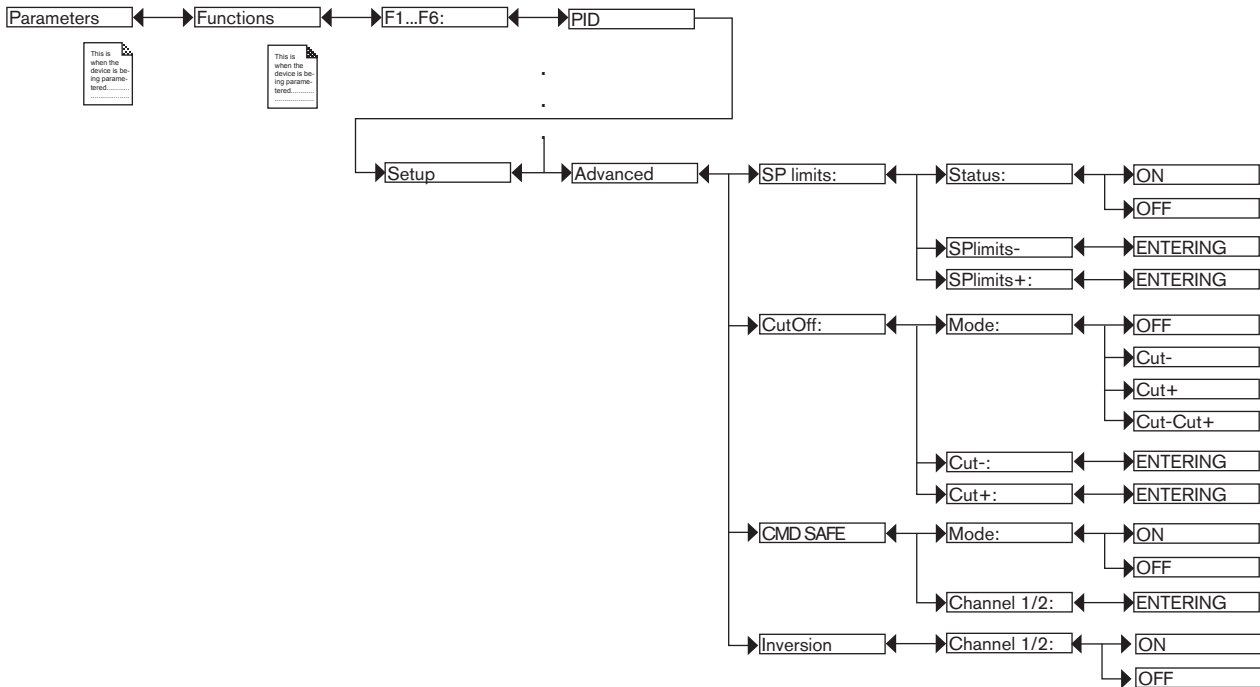 Parameters
Functions
F1...F6:
PID
This is
when the
device is be-
ing parame-
tered...........
.....................
This is
when the
device is be-
ing parame-
tered...........
.....................
Setup
Advanced
SP limits:
Status:
ON
OFF
SPlimits-
ENTERING
SPlimits+:
ENTERING
CutOff:
Mode:
OFF
Cut-
Cut+
Cut-Cut+
Cut-:
ENTERING
Cut+:
ENTERING
CMD SAFE
Mode:
ON
OFF
Channel 1/2:
ENTERING
Inversion
Channel 1/2:
ON
OFF